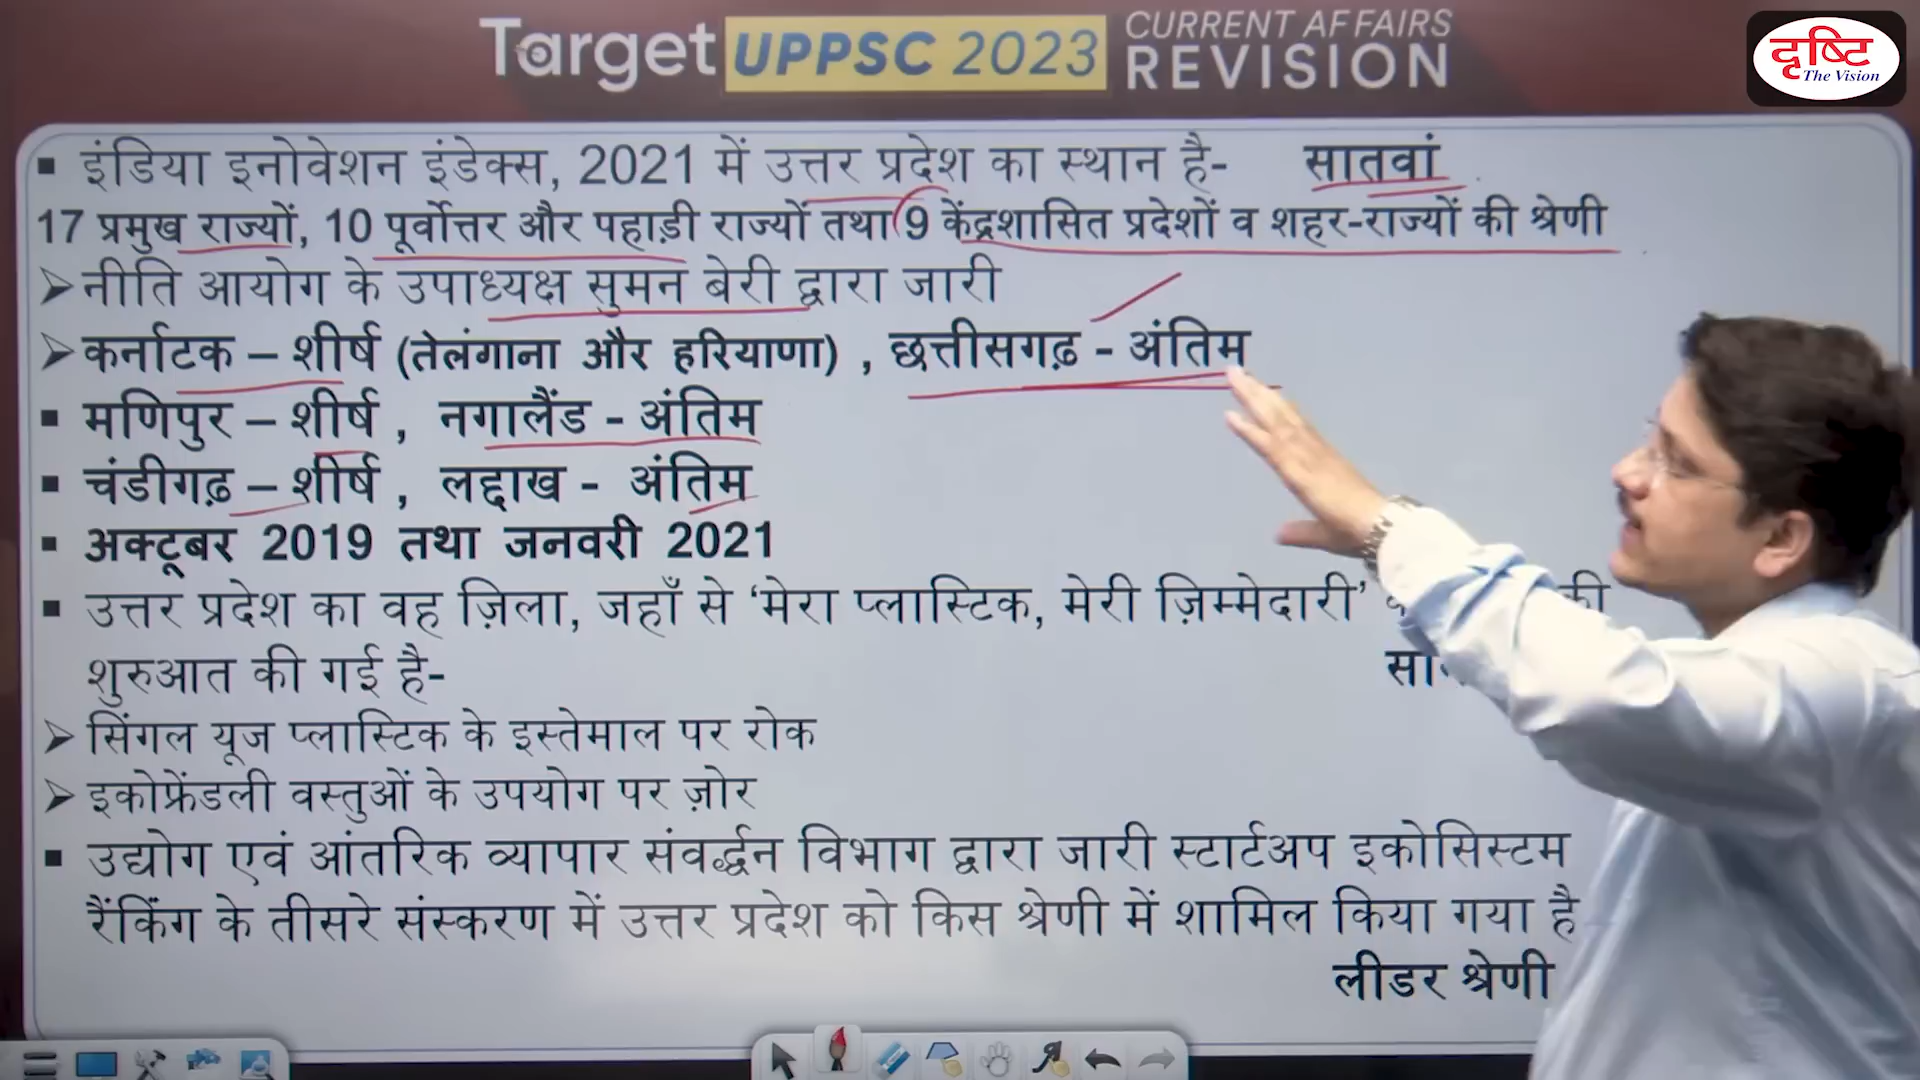 Target UPPSC 2023 CURRENT AFFAIRS REVISION
दृष्टि
The Vision
▪ इंडिया इनोवेशन इंडेक्स, 2021 में उत्तर प्रदेश का स्थान है- सातवां
17 प्रमुख राज्यों, 10 पूर्वोत्तर और पहाड़ी राज्यों तथा 9 केंद्रशासित प्रदेशों व शहर-राज्यों की श्रेणी
➢ नीति आयोग के उपाध्यक्ष सुमन बेरी द्वारा जारी
➢ कर्नाटक – शीर्ष (तेलंगाना और हरियाणा) , छत्तीसगढ़ - अंतिम
▪ मणिपुर – शीर्ष , नगालैंड - अंतिम
▪ चंडीगढ़ – शीर्ष , लद्दाख - अंतिम
▪ अक्टूबर 2019 तथा जनवरी 2021
▪ उत्तर प्रदेश का वह ज़िला, जहाँ से ‘मेरा प्लास्टिक, मेरी ज़िम्मेदारी’ की
शुरुआत की गई है-
➢ सिंगल यूज प्लास्टिक के इस्तेमाल पर रोक
➢ इकोफ्रेंडली वस्तुओं के उपयोग पर ज़ोर
▪ उद्योग एवं आंतरिक व्यापार संवर्द्धन विभाग द्वारा जारी स्टार्टअप इकोसिस्टम
रैंकिंग के तीसरे संस्करण में उत्तर प्रदेश को किस श्रेणी में शामिल किया गया है
लीडर श्रेणी